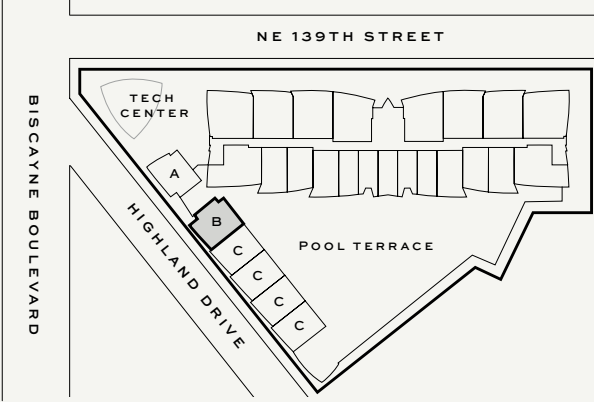 NE 139TH STREET
BISCAYNE BOULEVARD
TECH
CENTER
A
B
HIGHLAND DRIVE
POOL TERRACE
C
C
C
C